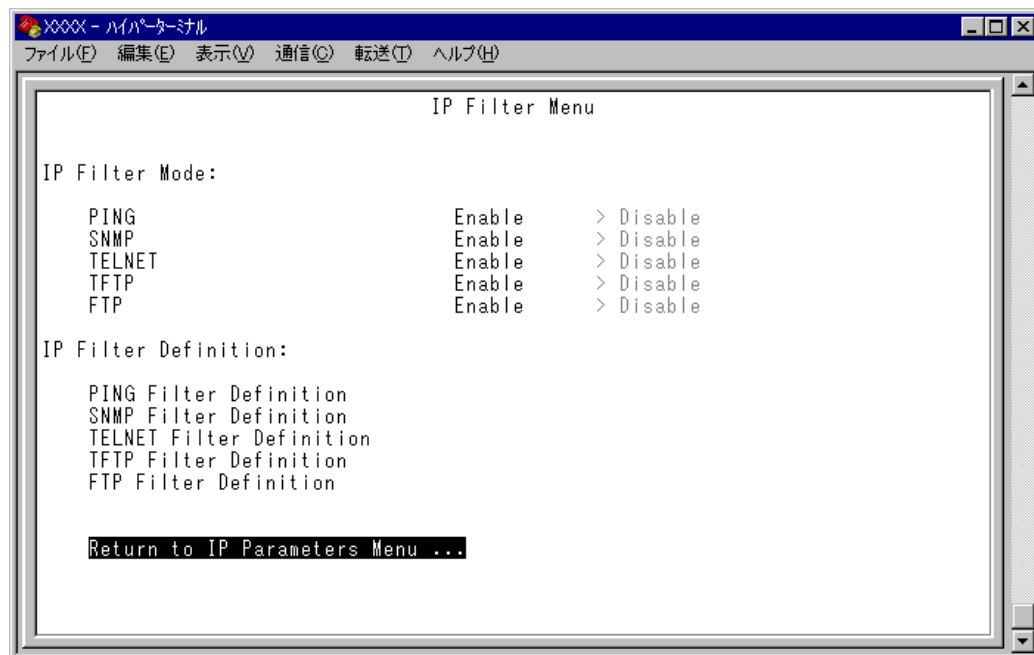 XXXX - ハイパーターミナル
ファイル(F) 編集(E) 表示(V) 通信(C) 転送(T) ヘルプ(H)
IP Filter Menu
IP Filter Mode:
PING Enable > Disable
SNMP Enable > Disable
TELNET Enable > Disable
TFTP Enable > Disable
FTP Enable > Disable
IP Filter Definition:
PING Filter Definition
SNMP Filter Definition
TELNET Filter Definition
TFTP Filter Definition
FTP Filter Definition
Return to IP Parameters Menu ...